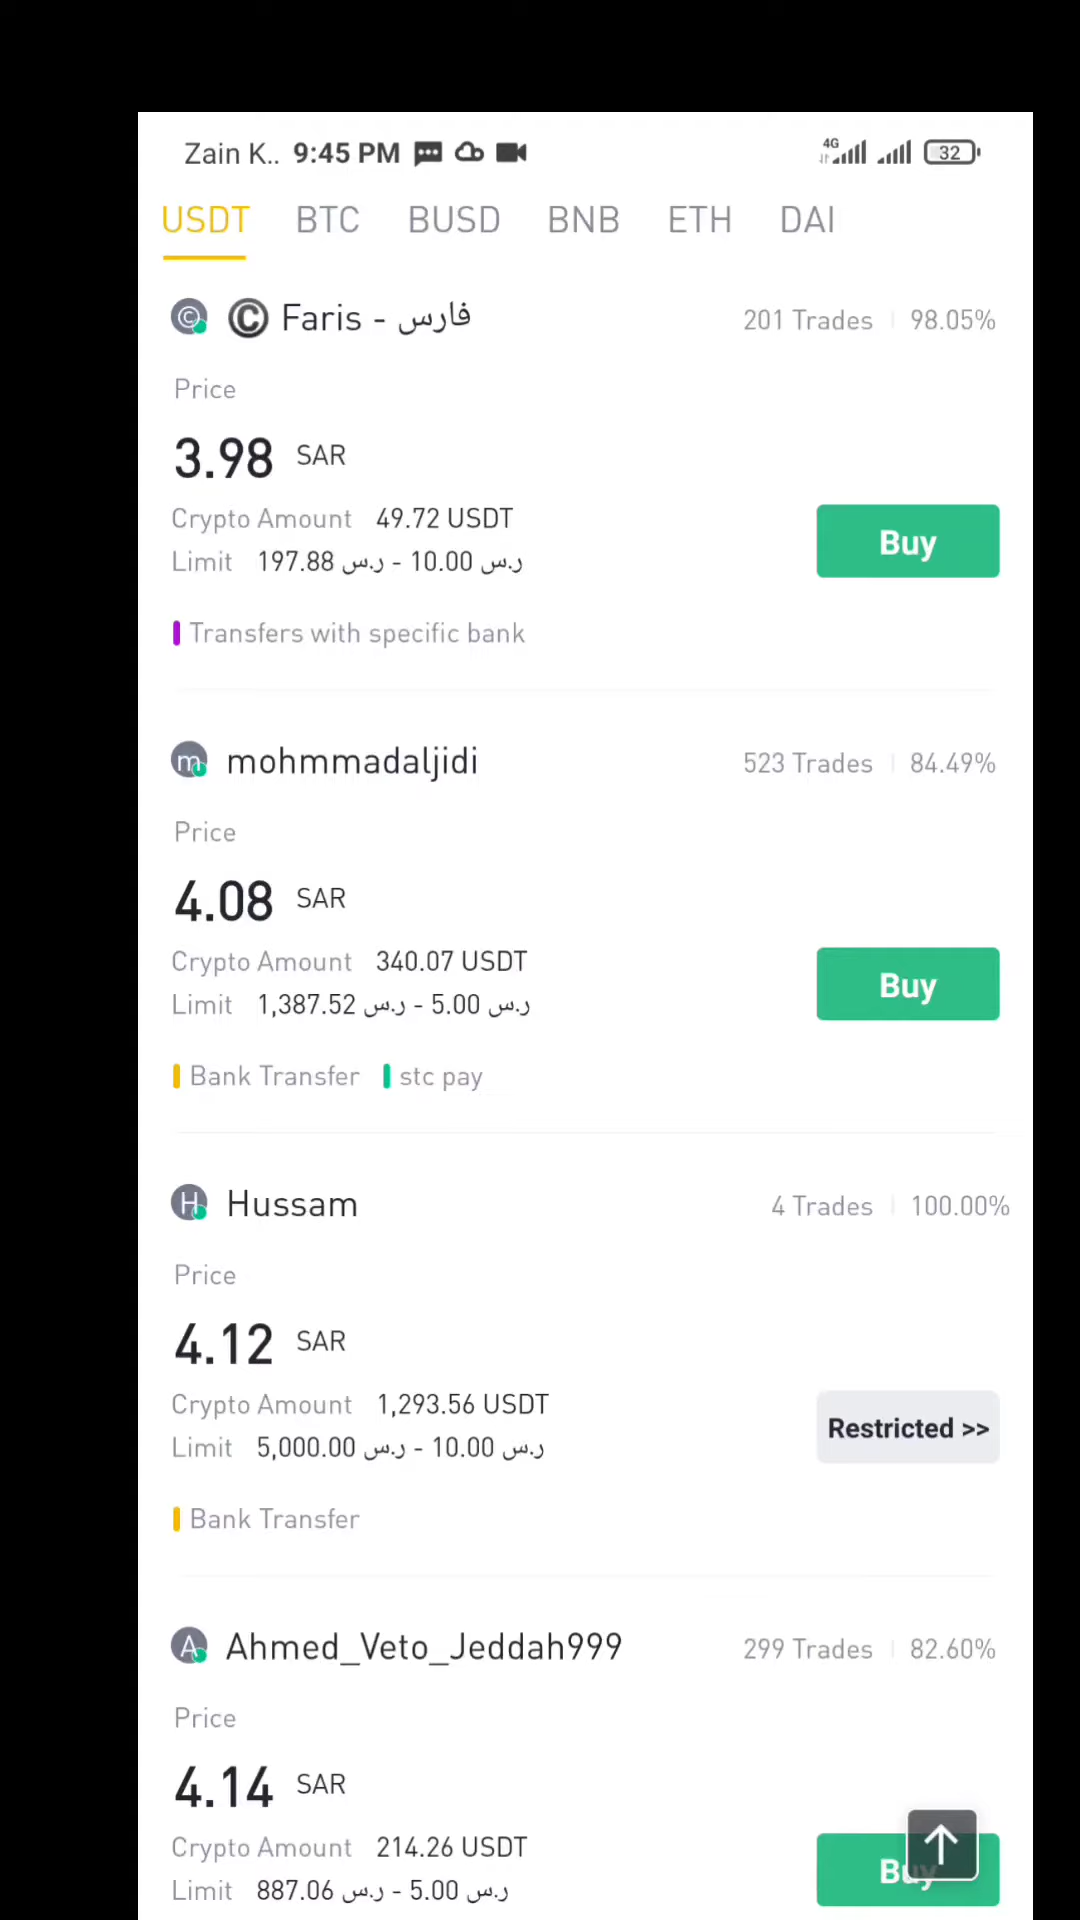 Zain K.. 9:45 PM 4G 32
USDT BTC BUSD BNB ETH DAI
© © Faris - فارس 201 Trades 98.05%
Price
3.98 SAR
Crypto Amount 49.72 USDT
Limit 197.88 ر.س - 10.00 ر.س
Buy
Transfers with specific bank
m mohmmadaljidi 523 Trades 84.49%
Price
4.08 SAR
Crypto Amount 340.07 USDT
Limit 1,387.52 ر.س - 5.00 ر.س
Buy
Bank Transfer stc pay
H Hussam 4 Trades 100.00%
Price
4.12 SAR
Crypto Amount 1,293.56 USDT
Limit 5,000.00 ر.س - 10.00 ر.س
Restricted >>
Bank Transfer
A Ahmed_Veto_Jeddah999 299 Trades 82.60%
Price
4.14 SAR
Crypto Amount 214.26 USDT
Limit 887.06 ر.س - 5.00 ر.س
Buy